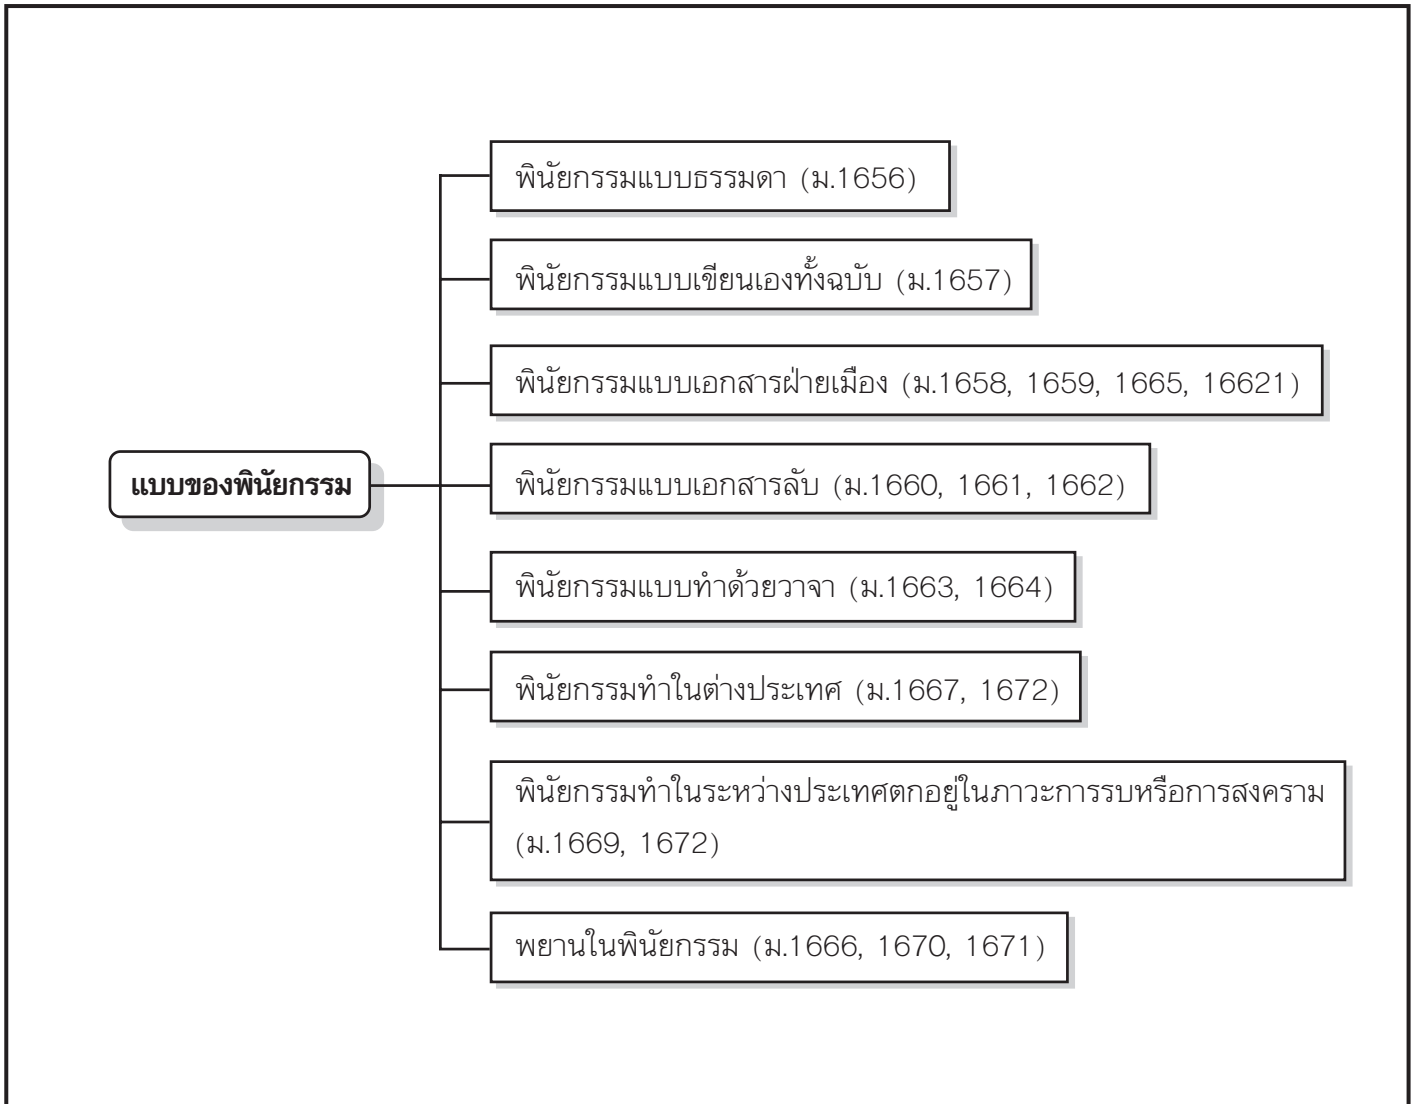 พินัยกรรมแบบธรรมดา (ม.1656)
พินัยกรรมแบบเขียนเองทั้งฉบับ (ม.1657)
พินัยกรรมแบบเอกสารฝ่ายเมือง (ม.1658, 1659, 1665, 16621)
แบบของพินัยกรรม
พินัยกรรมแบบเอกสารลับ (ม.1660, 1661, 1662)
พินัยกรรมแบบทำด้วยวาจา (ม.1663, 1664)
พินัยกรรมทำในต่างประเทศ (ม.1667, 1672)
พินัยกรรมทำในระหว่างประเทศตกอยู่ในภาวะการรบหรือการสงคราม
(ม.1669, 1672)
พยานในพินัยกรรม (ม.1666, 1670, 1671)